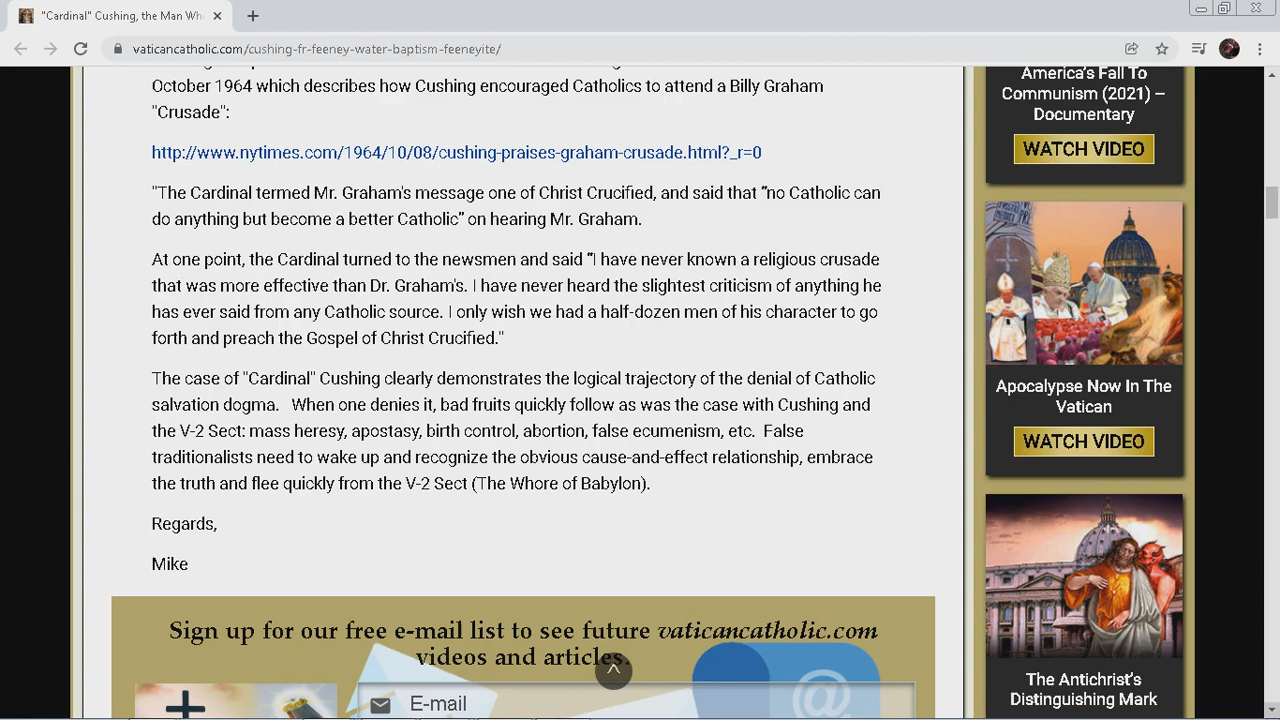 "Cardinal" Cushing, the Man Wh
vaticancatholic.com/cushing-fr-feeney-water-baptism-feeneyite/
October 1964 which describes how Cushing encouraged Catholics to attend a Billy Graham
"Crusade":
http://www.nytimes.com/1964/10/08/cushing-praises-graham-crusade.html?_r=0
"The Cardinal termed Mr. Graham's message one of Christ Crucified, and said that “no Catholic can
do anything but become a better Catholic” on hearing Mr. Graham.
At one point, the Cardinal turned to the newsmen and said “I have never known a religious crusade
that was more effective than Dr. Graham's. I have never heard the slightest criticism of anything he
has ever said from any Catholic source. I only wish we had a half-dozen men of his character to go
forth and preach the Gospel of Christ Crucified."
The case of "Cardinal" Cushing clearly demonstrates the logical trajectory of the denial of Catholic
salvation dogma.   When one denies it, bad fruits quickly follow as was the case with Cushing and
the V-2 Sect: mass heresy, apostasy, birth control, abortion, false ecumenism, etc.  False
traditionalists need to wake up and recognize the obvious cause-and-effect relationship, embrace
the truth and flee quickly from the V-2 Sect (The Whore of Babylon).
Regards,
Mike
Sign up for our free e-mail list to see future vaticancatholic.com
videos and articles.
E-mail
America's Fall To
Communism (2021) –
Documentary
WATCH VIDEO
Apocalypse Now In The
Vatican
WATCH VIDEO
The Antichrist's
Distinguishing Mark